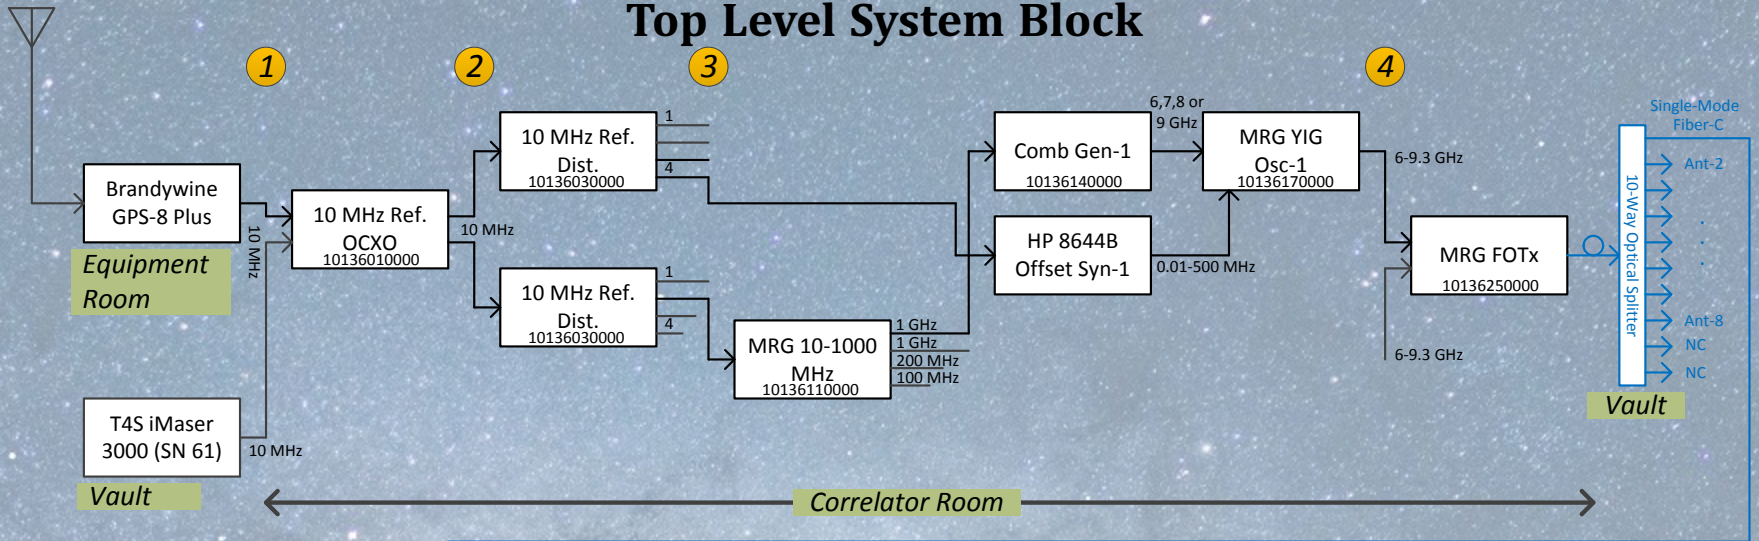 Top Level System Block
1
2
3
4
Brandywine
GPS-8 Plus
Equipment
Room
10 MHz
T4S iMaser
3000 (SN 61)
Vault
10 MHz
10 MHz Ref.
OCXO
10136010000
10 MHz
10 MHz Ref.
Dist.
10136030000
1
4
10 MHz Ref.
Dist.
10136030000
1
4
MRG 10-1000
MHz
10136110000
1 GHz
1 GHz
200 MHz
100 MHz
Comb Gen-1
10136140000
6,7,8 or
9 GHz
HP 8644B
Offset Syn-1
0.01-500 MHz
MRG YIG
Osc-1
10136170000
6-9.3 GHz
6-9.3 GHz
MRG FOTx
10136250000
10-Way Optical Splitter
Vault
Single-Mode
Fiber-C
Ant-2
.
.
.
Ant-8
NC
NC
Correlator Room